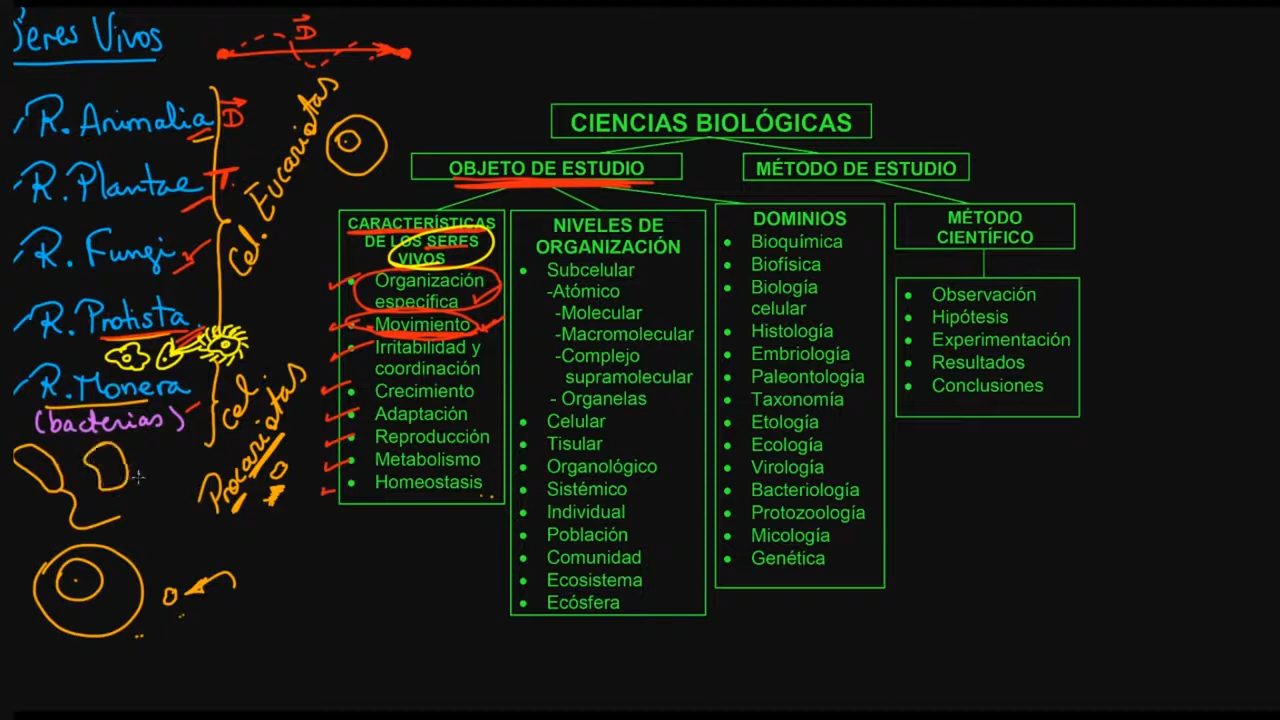 Seres Vivos
D
R. Animalia
D
R. Plantae
T.
R. Fungi
R. Protista
R. Monera
(bacterias)
Cel. Eucariotas
Cel
Procariotas
CIENCIAS BIOLÓGICAS
OBJETO DE ESTUDIO
MÉTODO DE ESTUDIO
CARACTERÍSTICAS
DE LOS SERES
VIVOS
• Organización
específica
• Movimiento
• Irritabilidad y
coordinación
• Crecimiento
• Adaptación
• Reproducción
• Metabolismo
• Homeostasis
NIVELES DE
ORGANIZACIÓN
• Subcelular
-Atómico
-Molecular
-Macromolecular
-Complejo
supramolecular
- Organelas
• Celular
• Tisular
• Organológico
• Sistémico
• Individual
• Población
• Comunidad
• Ecosistema
• Ecósfera
DOMINIOS
• Bioquímica
• Biofísica
• Biología
celular
• Histología
• Embriología
• Paleontología
• Taxonomía
• Etología
• Ecología
• Virología
• Bacteriología
• Protozoología
• Micología
• Genética
MÉTODO
CIENTÍFICO
• Observación
• Hipótesis
• Experimentación
• Resultados
• Conclusiones